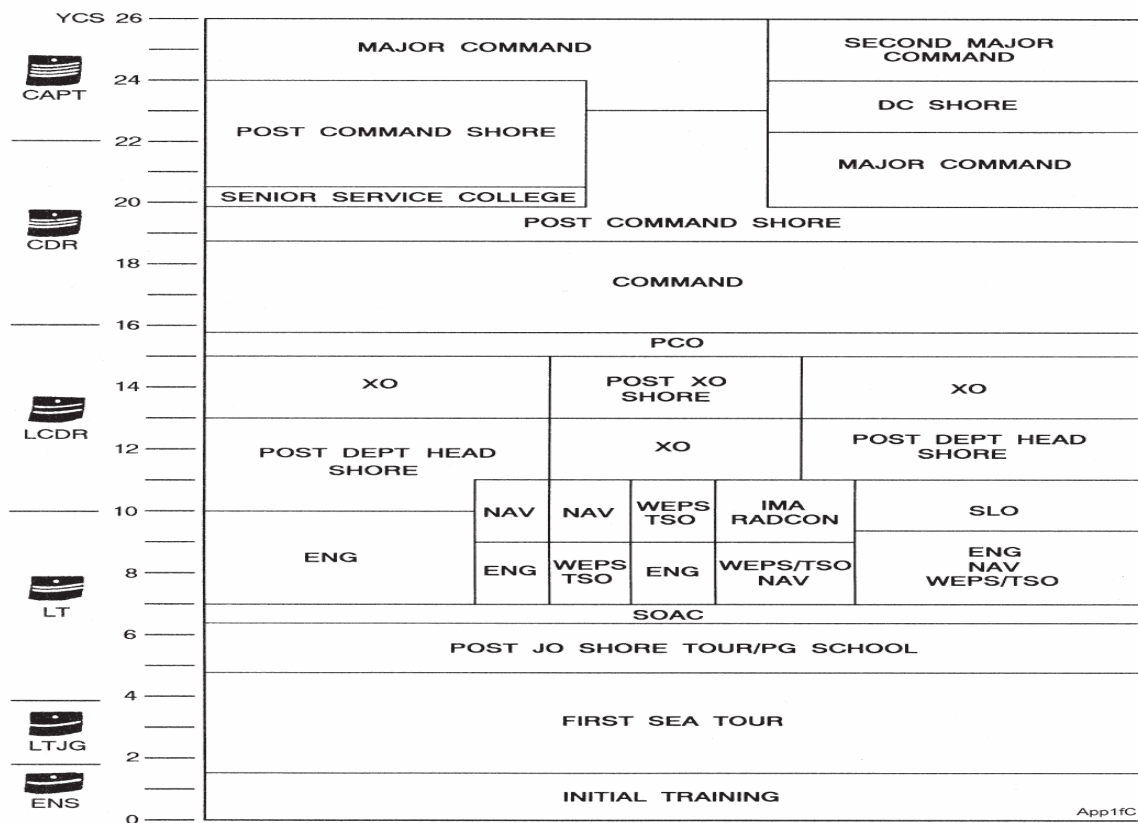 YCS 26
MAJOR COMMAND
SECOND MAJOR
COMMAND
CAPT
24
DC SHORE
POST COMMAND SHORE
22
MAJOR COMMAND
SENIOR SERVICE COLLEGE
20
POST COMMAND SHORE
CDR
18
COMMAND
16
PCO
XO
POST XO
SHORE
XO
14
LCDR
12
POST DEPT HEAD
SHORE
XO
POST DEPT HEAD
SHORE
10
NAV
NAV
WEPS
TSO
IMA
RADCON
SLO
ENG
ENG
WEPS
TSO
ENG
WEPS/TSO
NAV
ENG
NAV
WEPS/TSO
8
LT
SOAC
6
POST JO SHORE TOUR/PG SCHOOL
4
FIRST SEA TOUR
LTJG
2
ENS
INITIAL TRAINING
0
App1fC